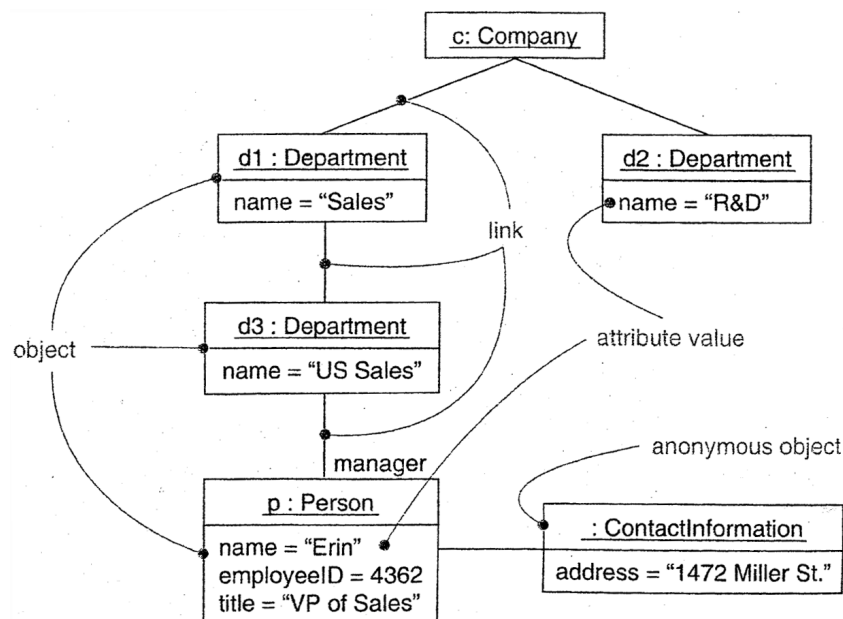 c: Company
d1 : Department
name = “Sales”
d2 : Department
name = “R&D”
link
d3 : Department
name = “US Sales”
object
attribute value
manager
anonymous object
p : Person
name = “Erin”
employeeID = 4362
title = “VP of Sales”
: ContactInformation
address = “1472 Miller St.”